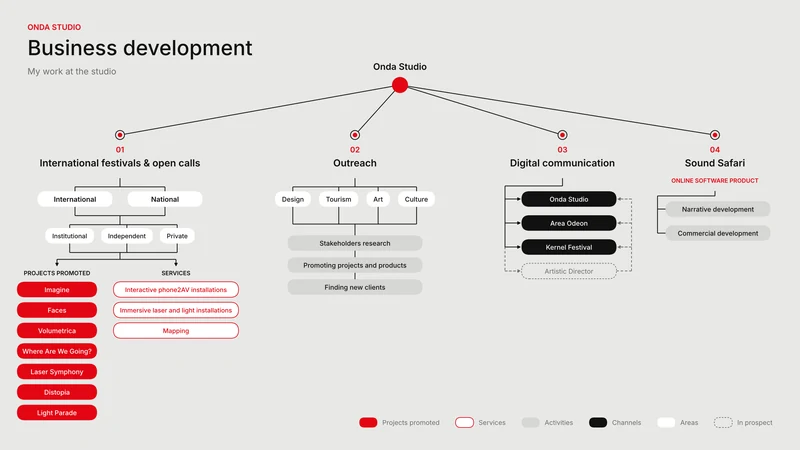 ONDA STUDIO
Business development
My work at the studio
Onda Studio
01
International festivals & open calls
International
National
Institutional
Independent
Private
PROJECTS PROMOTED
SERVICES
Imagine
Faces
Volumetrica
Where Are We Going?
Laser Symphony
Distopia
Light Parade
Interactive phone2AV installations
Immersive laser and light installations
Mapping
02
Outreach
Design
Tourism
Art
Culture
Stakeholders research
Promoting projects and products
Finding new clients
03
Digital communication
Onda Studio
Area Odeon
Kernel Festival
Artistic Director
04
Sound Safari
ONLINE SOFTWARE PRODUCT
Narrative development
Commercial development
Projects promoted
Services
Activities
Channels
Areas
In prospect